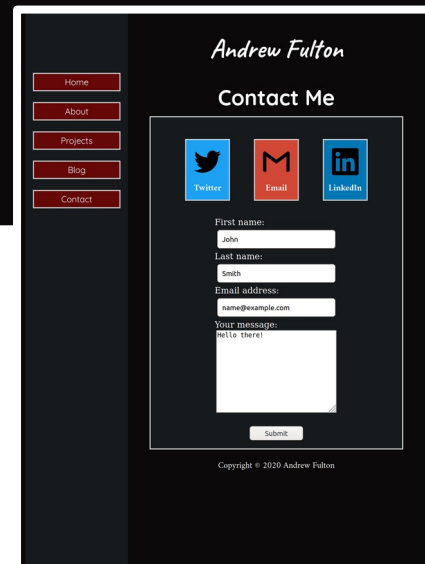 Andrew Fulton
Home
About
Projects
Blog
Contact
Contact Me
Twitter
Email
LinkedIn
First name:
John
Last name:
Smith
Email address:
name@example.com
Your message:
Hello there!
Submit
Copyright © 2020 Andrew Fulton